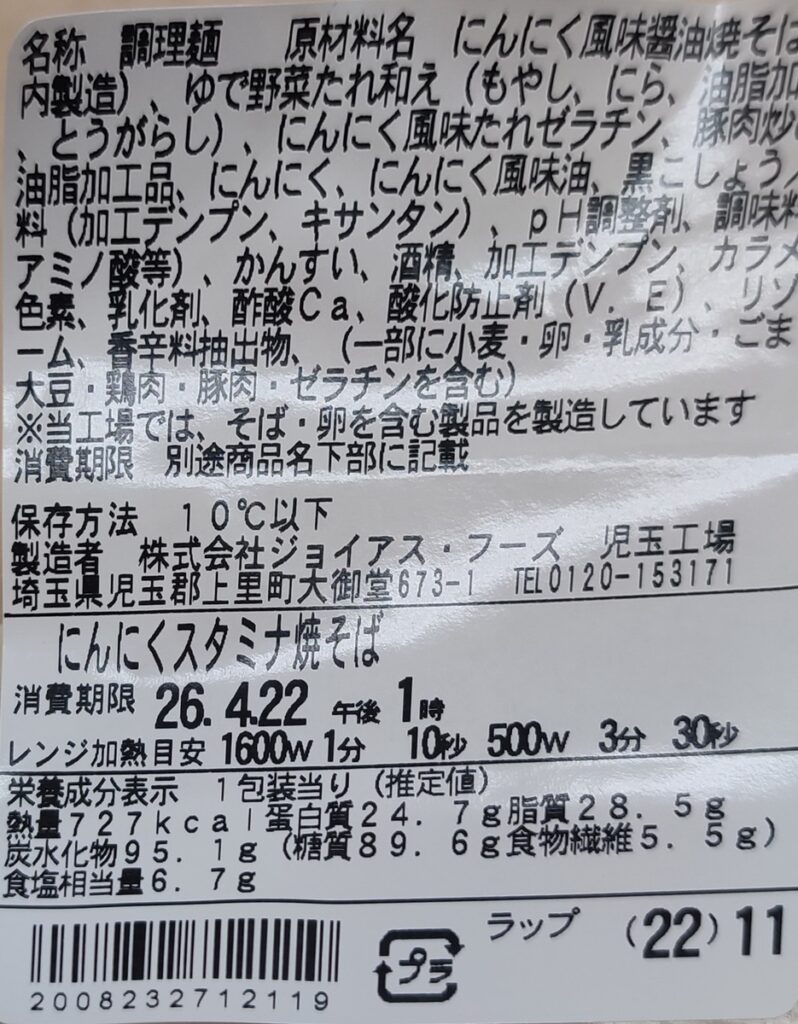 名称 調理麺 原材料名 にんにく風味醤油焼そば
内製造）、ゆで野菜たれ和え（もやし、にら、油脂加
、とうがらし）、にんにく風味たれゼラチン、豚肉炒
油脂加工品、にんにく、にんにく風味油、黒こしょう／
料（加工デンプン、キサンタン）、ｐＨ調整剤、調味料
アミノ酸等）、かんすい、酒精、加工デンプン、カラメ
色素、乳化剤、酢酸Ｃａ、酸化防止剤（Ｖ．Ｅ）、リゾ
ーム、香辛料抽出物、（一部に小麦・卵・乳成分・ごま
大豆・鶏肉・豚肉・ゼラチンを含む）
※当工場では、そば・卵を含む製品を製造しています
消費期限 別途商品名下部に記載
保存方法 １０℃以下
製造者 株式会社ジョイアス・フーズ 児玉工場
埼玉県児玉郡上里町大御堂673-1 TEL0120-153171
にんにくスタミナ焼そば
消費期限 26.4.22 午後 1時
レンジ加熱目安 1600W 1分 10秒 500W 3分 30秒
栄養成分表示 １包装当り（推定値）
熱量７２７ｋｃａｌ蛋白質２４．７ｇ脂質２８．５ｇ
炭水化物９５．１ｇ（糖質８９．６ｇ食物繊維５．５ｇ）
食塩相当量６．７ｇ
プラ ラップ （22）11
2008232712119